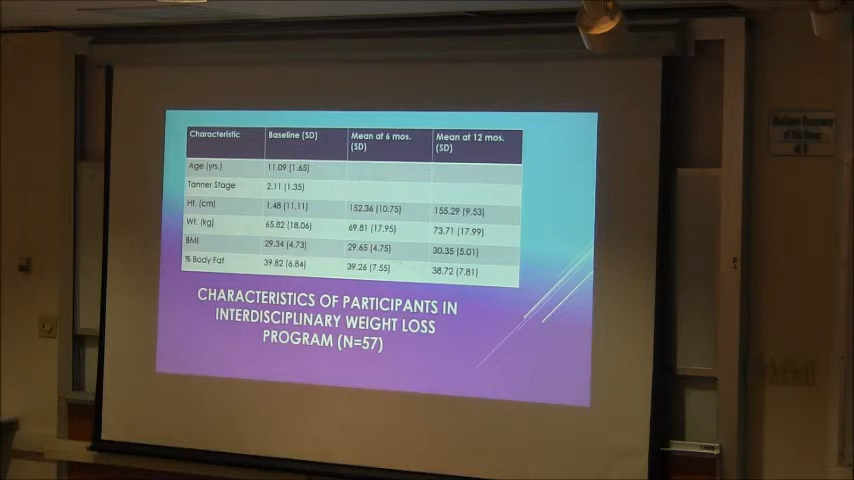 Characteristic Baseline (SD) Mean at 6 mos. (SD) Mean at 12 mos. (SD)
Age (yrs.) 11.09 (1.65)
Tanner Stage 2.11 (1.35)
Ht. (cm) 1.48 (11.11) 152.36 (10.75) 155.29 (9.53)
Wt. (kg) 65.82 (18.06) 69.81 (17.95) 73.71 (17.99)
BMI 29.34 (4.73) 29.65 (4.75) 30.35 (5.01)
% Body Fat 39.82 (6.84) 39.26 (7.55) 38.72 (7.81)
CHARACTERISTICS OF PARTICIPANTS IN
INTERDISCIPLINARY WEIGHT LOSS
PROGRAM (N=57)